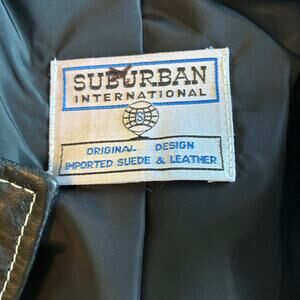 SUBURBAN
INTERNATIONAL
S
ORIGINAL DESIGN
IMPORTED SUEDE & LEATHER